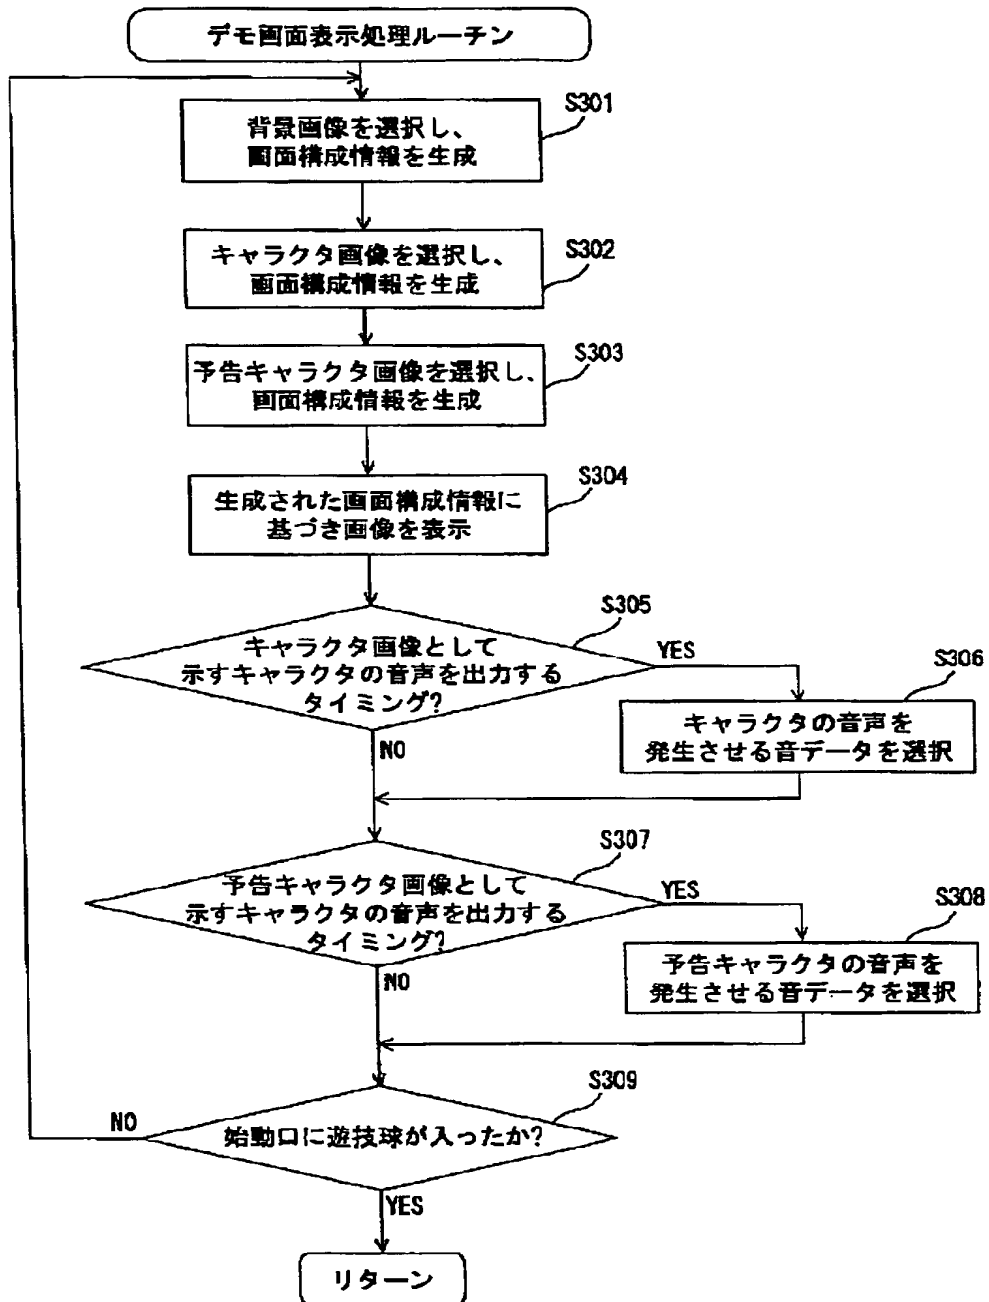 デモ画面表示処理ルーチン
S301
背景画像を選択し、
画面構成情報を生成
S302
キャラクタ画像を選択し、
画面構成情報を生成
S303
予告キャラクタ画像を選択し、
画面構成情報を生成
S304
生成された画面構成情報に
基づき画像を表示
S305
キャラクタ画像として
示すキャラクタの音声を出力する
タイミング?
YES
S306
キャラクタの音声を
発生させる音データを選択
NO
S307
予告キャラクタ画像として
示すキャラクタの音声を出力する
タイミング?
YES
S308
予告キャラクタの音声を
発生させる音データを選択
NO
S309
始動口に遊技球が入ったか?
NO
YES
リターン